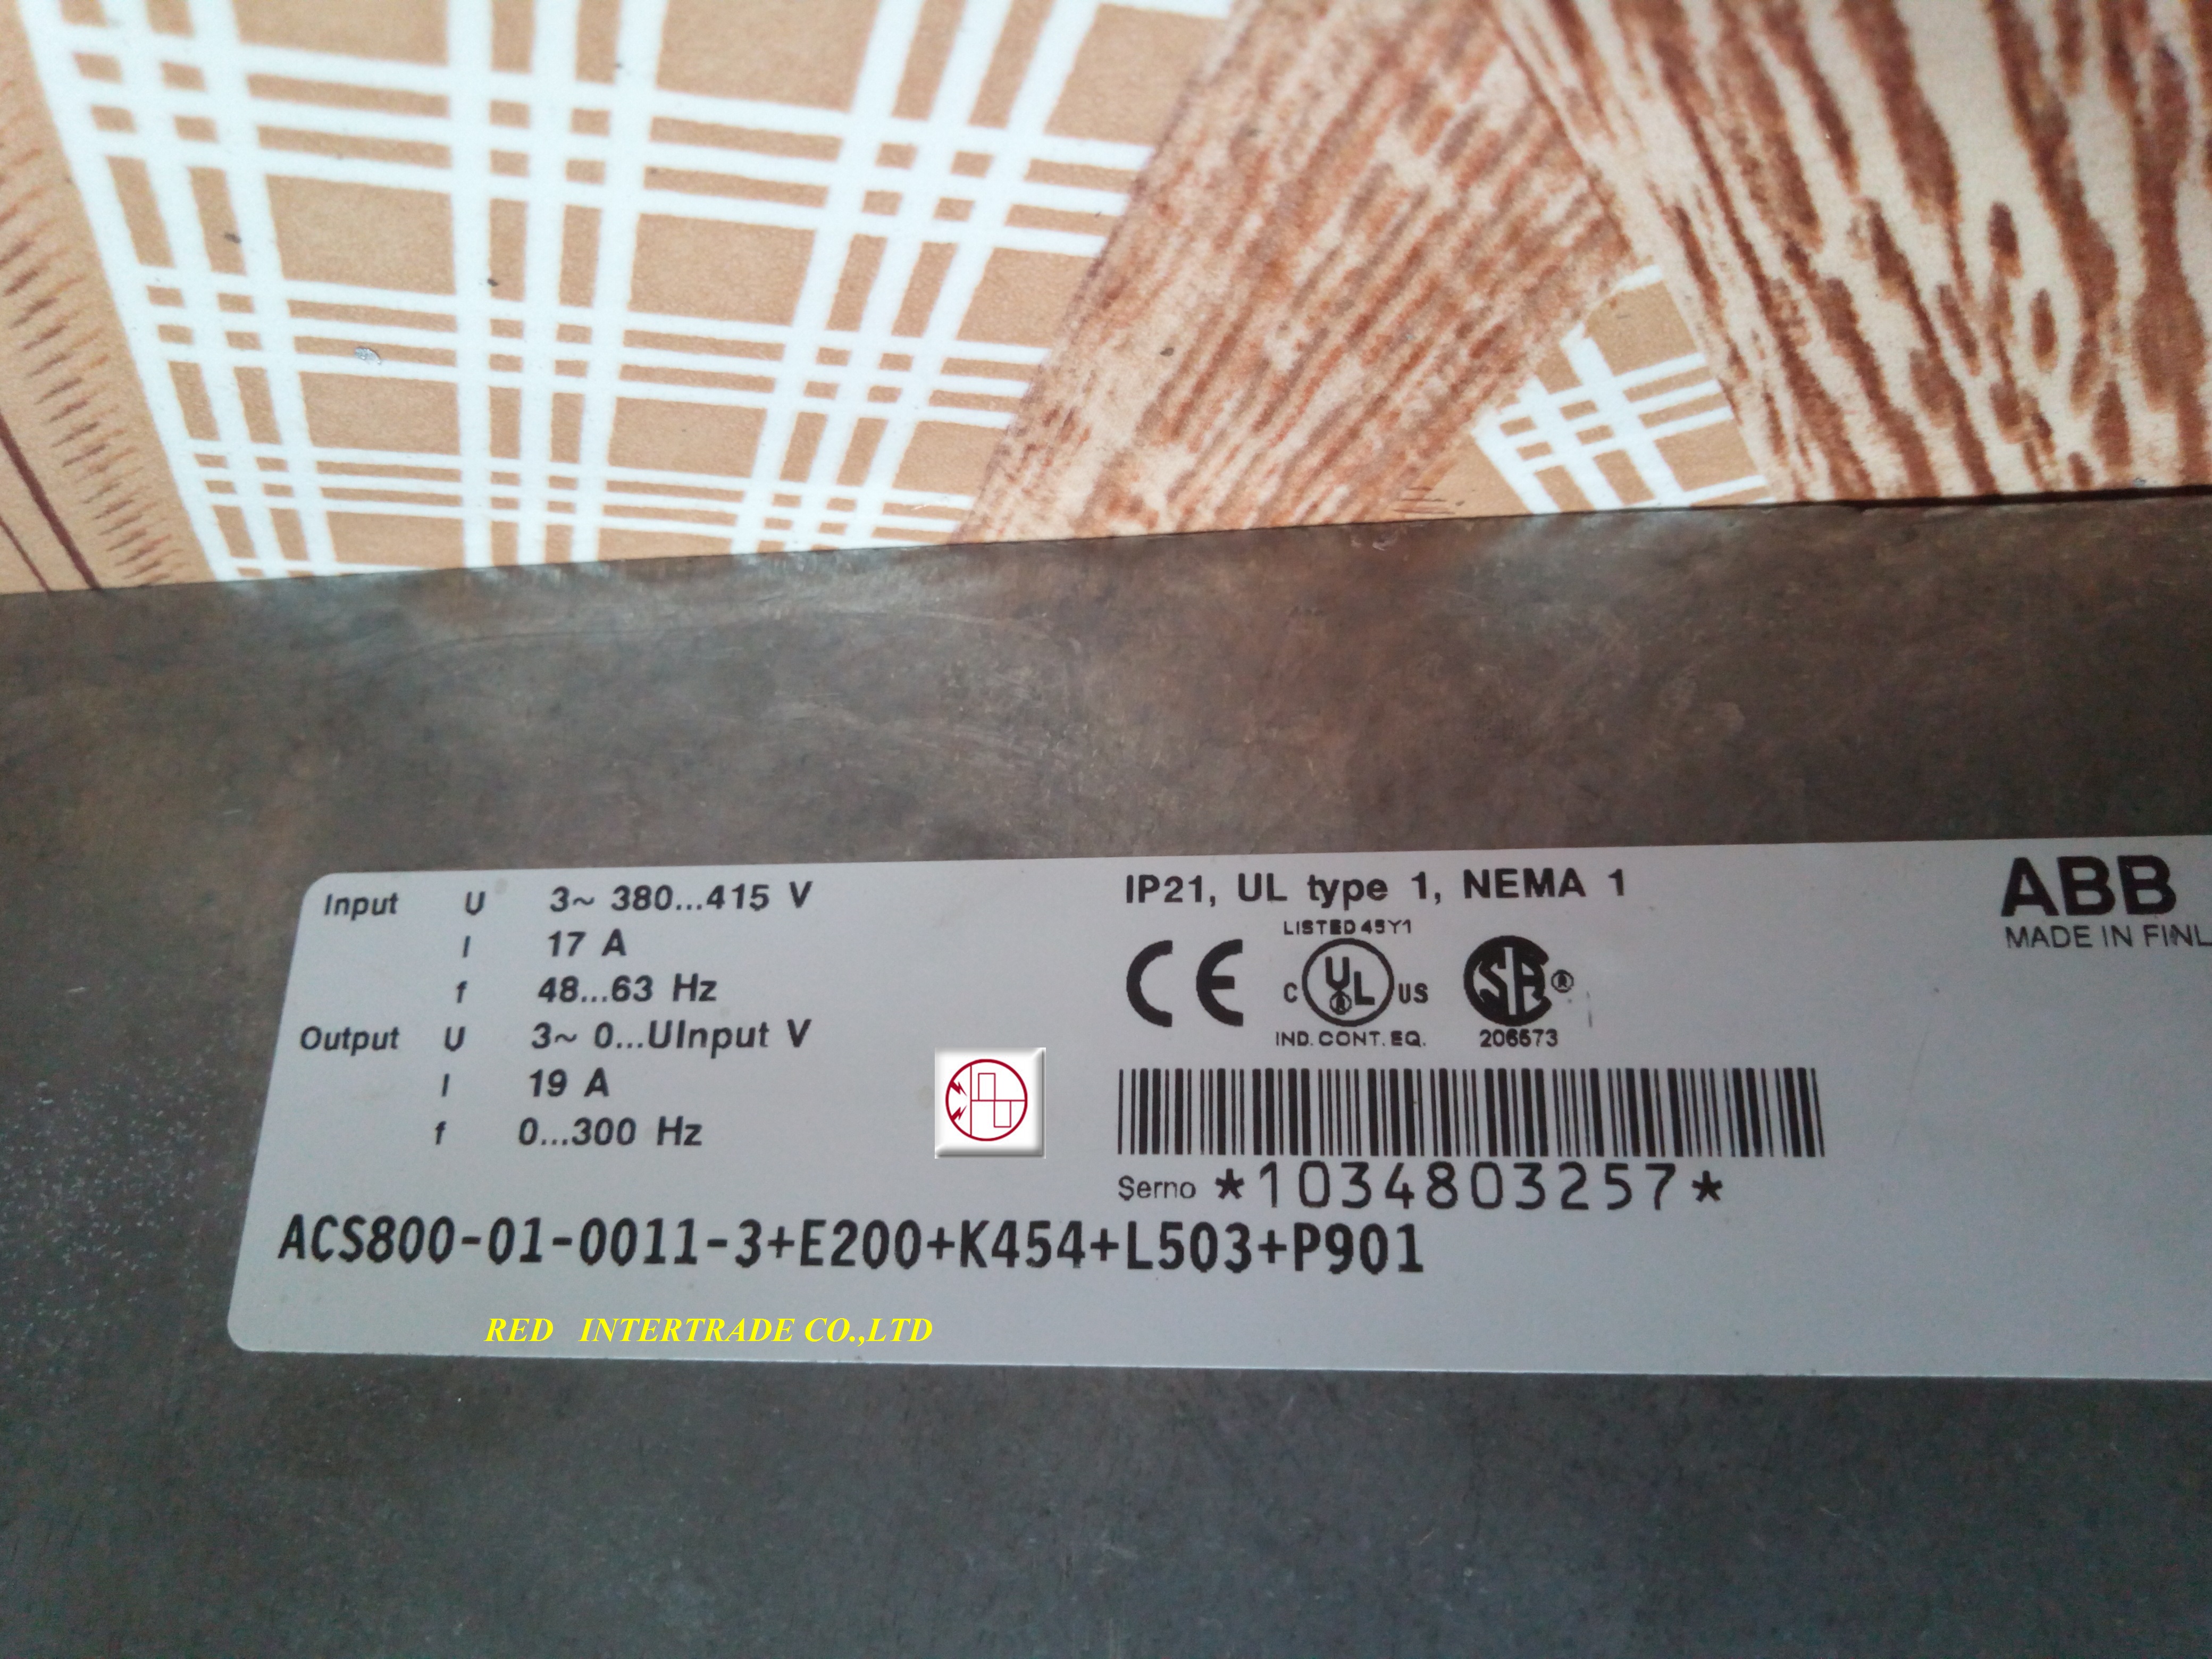 Input U 3~ 380...415 V
I 17 A
f 48...63 Hz
Output U 3~ 0...UInput V
I 19 A
f 0...300 Hz
IP21, UL type 1, NEMA 1
LISTED 45Y1
CE
C UL US
IND. CONT. EQ.
SA ®
206573
ABB
MADE IN FINL
Serno *1034803257*
ACS800-01-0011-3+E200+K454+L503+P901
RED INTERTRADE CO.,LTD